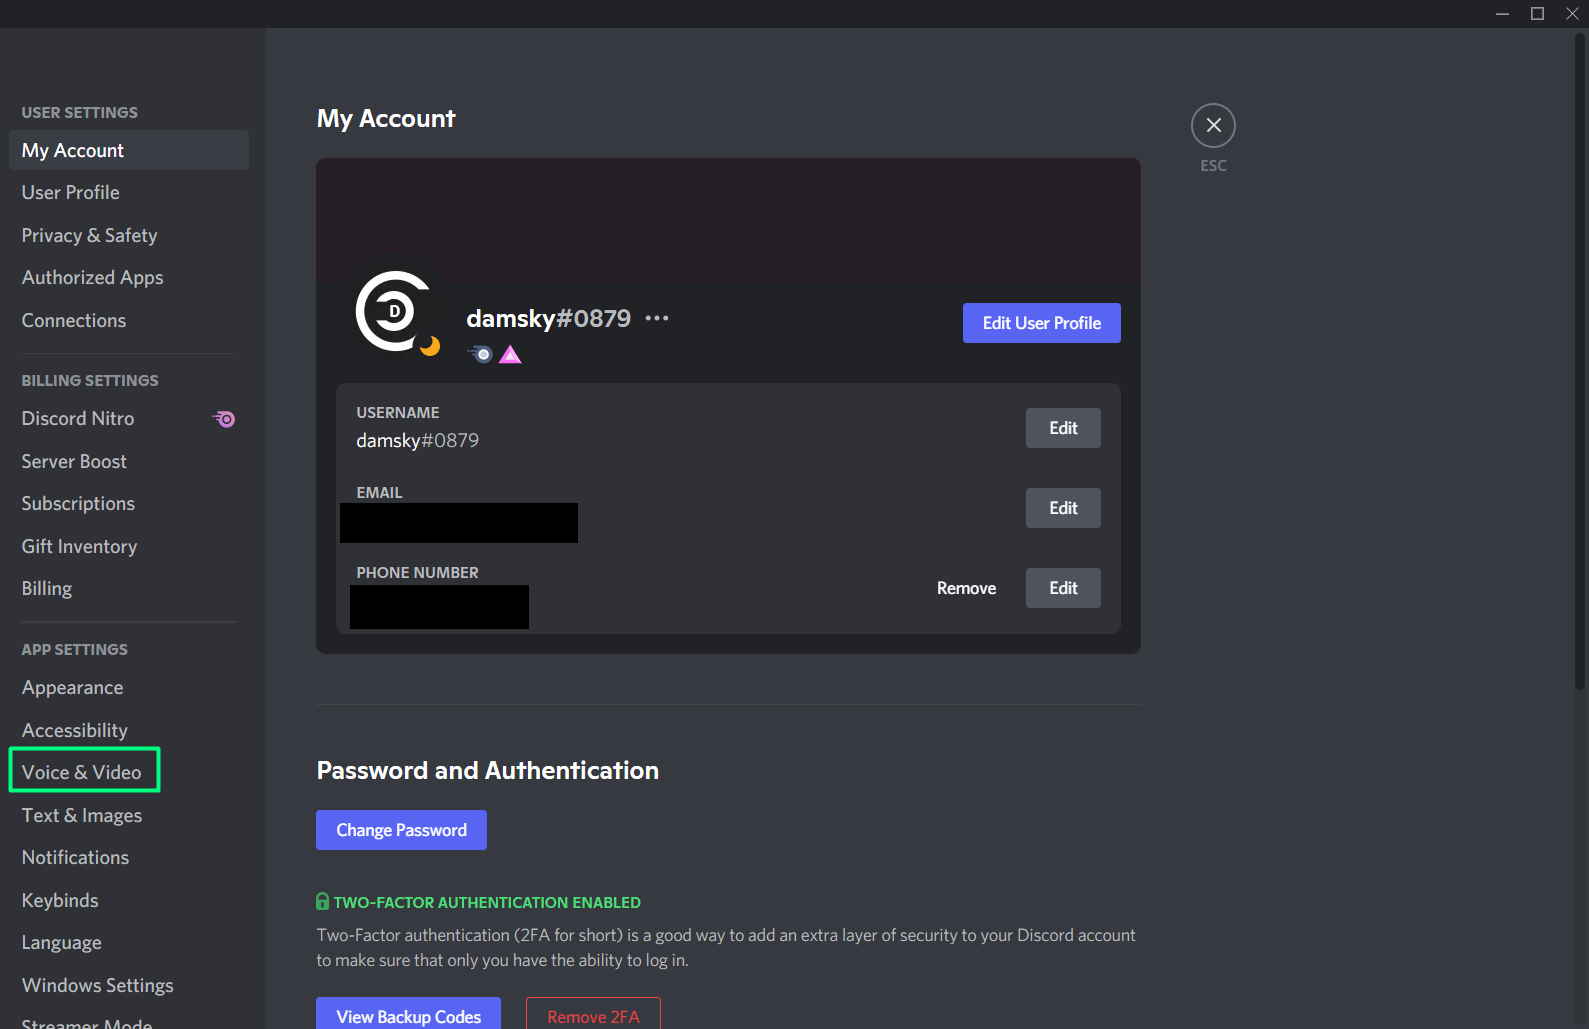 USER SETTINGS
My Account
User Profile
Privacy & Safety
Authorized Apps
Connections
BILLING SETTINGS
Discord Nitro
Server Boost
Subscriptions
Gift Inventory
Billing
APP SETTINGS
Appearance
Accessibility
Voice & Video
Text & Images
Notifications
Keybinds
Language
Windows Settings
Streamer Mode
My Account
ESC
D
damsky#0879
Edit User Profile
USERNAME
damsky#0879
Edit
EMAIL
Edit
PHONE NUMBER
Remove
Edit
Password and Authentication
Change Password
TWO-FACTOR AUTHENTICATION ENABLED
Two-Factor authentication (2FA for short) is a good way to add an extra layer of security to your Discord account
to make sure that only you have the ability to log in.
View Backup Codes
Remove 2FA